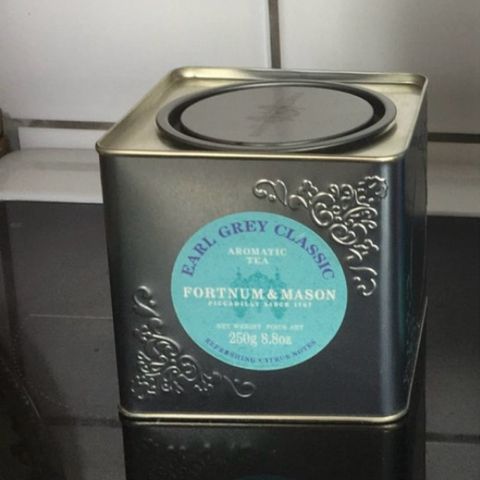 EARL GREY CLASSIC
AROMATIC
TEA
FORTNUM & MASON
PICCADILLY SINCE 1707
NET WEIGHT POIDS NET
250g 8.8oz
REFRESHING CITRUS NOTES